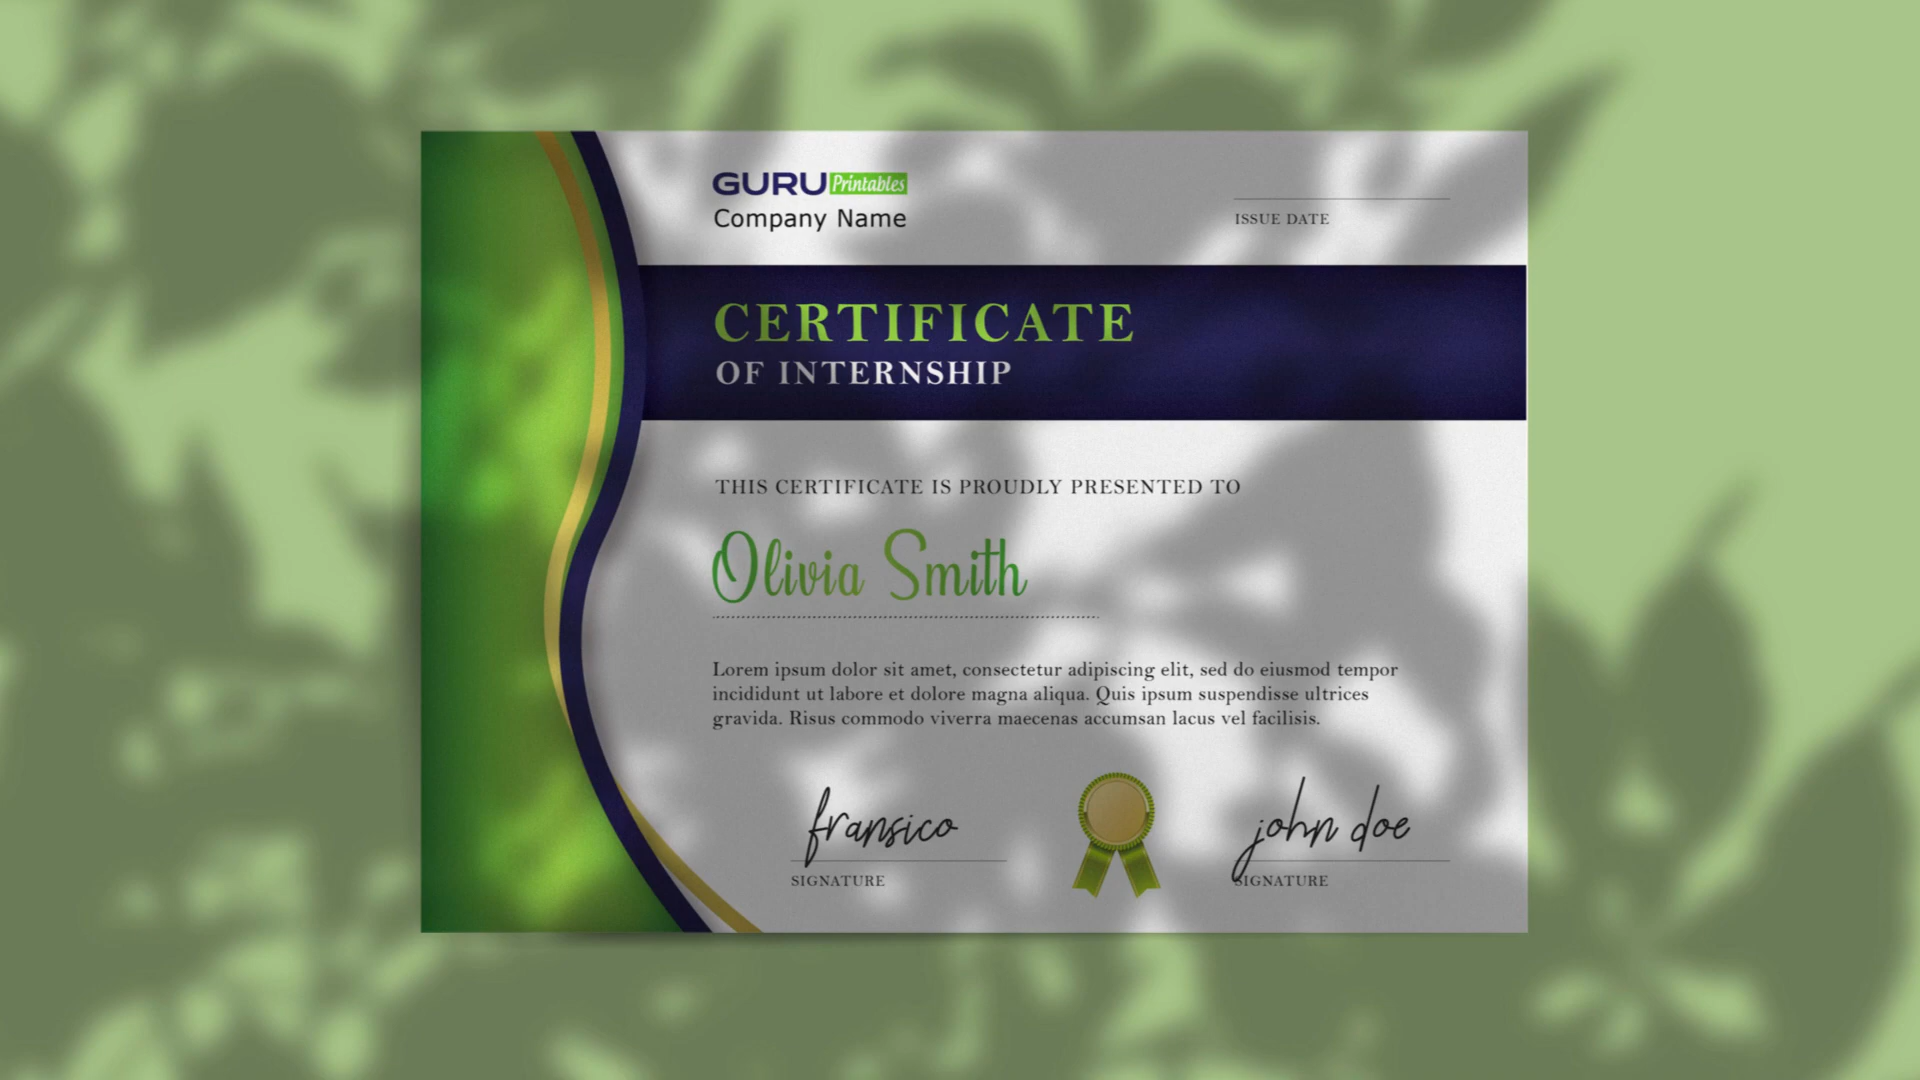 GURU Printables
Company Name
ISSUE DATE
CERTIFICATE
OF INTERNSHIP
THIS CERTIFICATE IS PROUDLY PRESENTED TO
Olivia Smith
Lorem ipsum dolor sit amet, consectetur adipiscing elit, sed do eiusmod tempor
incididunt ut labore et dolore magna aliqua. Quis ipsum suspendisse ultrices
gravida. Risus commodo viverra maecenas accumsan lacus vel facilisis.
fransico
john doe
SIGNATURE
SIGNATURE